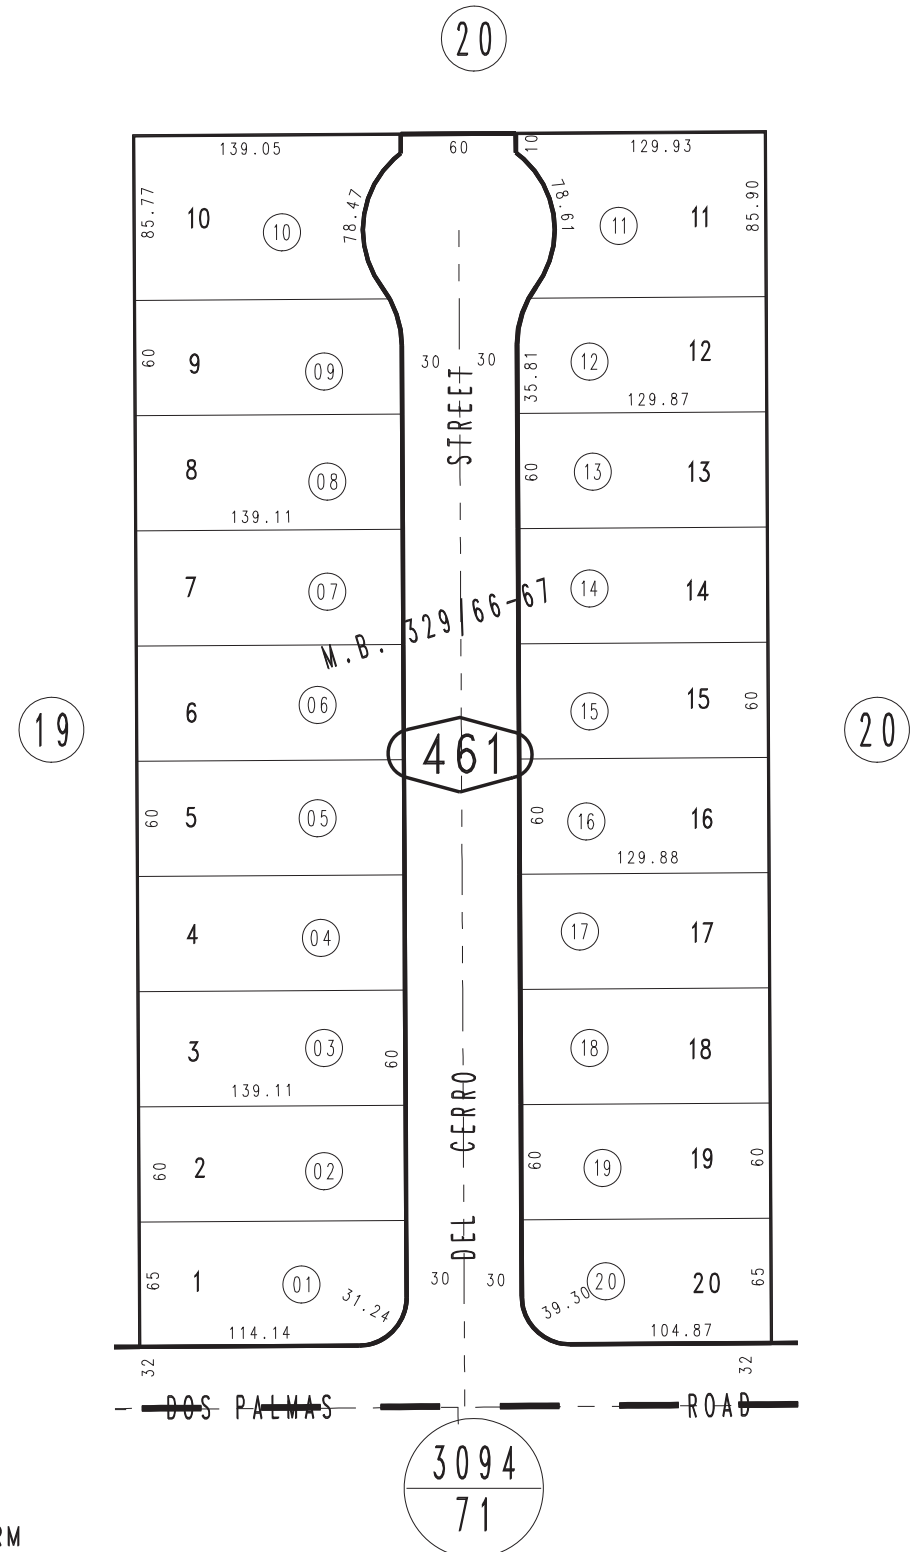 20
139.05 60 10 129.93
85.77 10 10 78.47 78.61 11 11 85.90
60 9 09 30 30 35.81 12 12
129.87
STREET
8 08 60 13 13
139.11
7 07 14 14
M.B. 329/66-67
6 06 15 15 60
19 461 20
60 5 05 60 16 16
129.88
4 04 17 17
3 03 60 18 18
139.11
DEL CERRO
60 2 02 60 19 19 60
65 1 01 31.24 30 30 39.30 20 20 65
114.14 104.87
32 32
DOS PALMAS ROAD
3094
71
RM